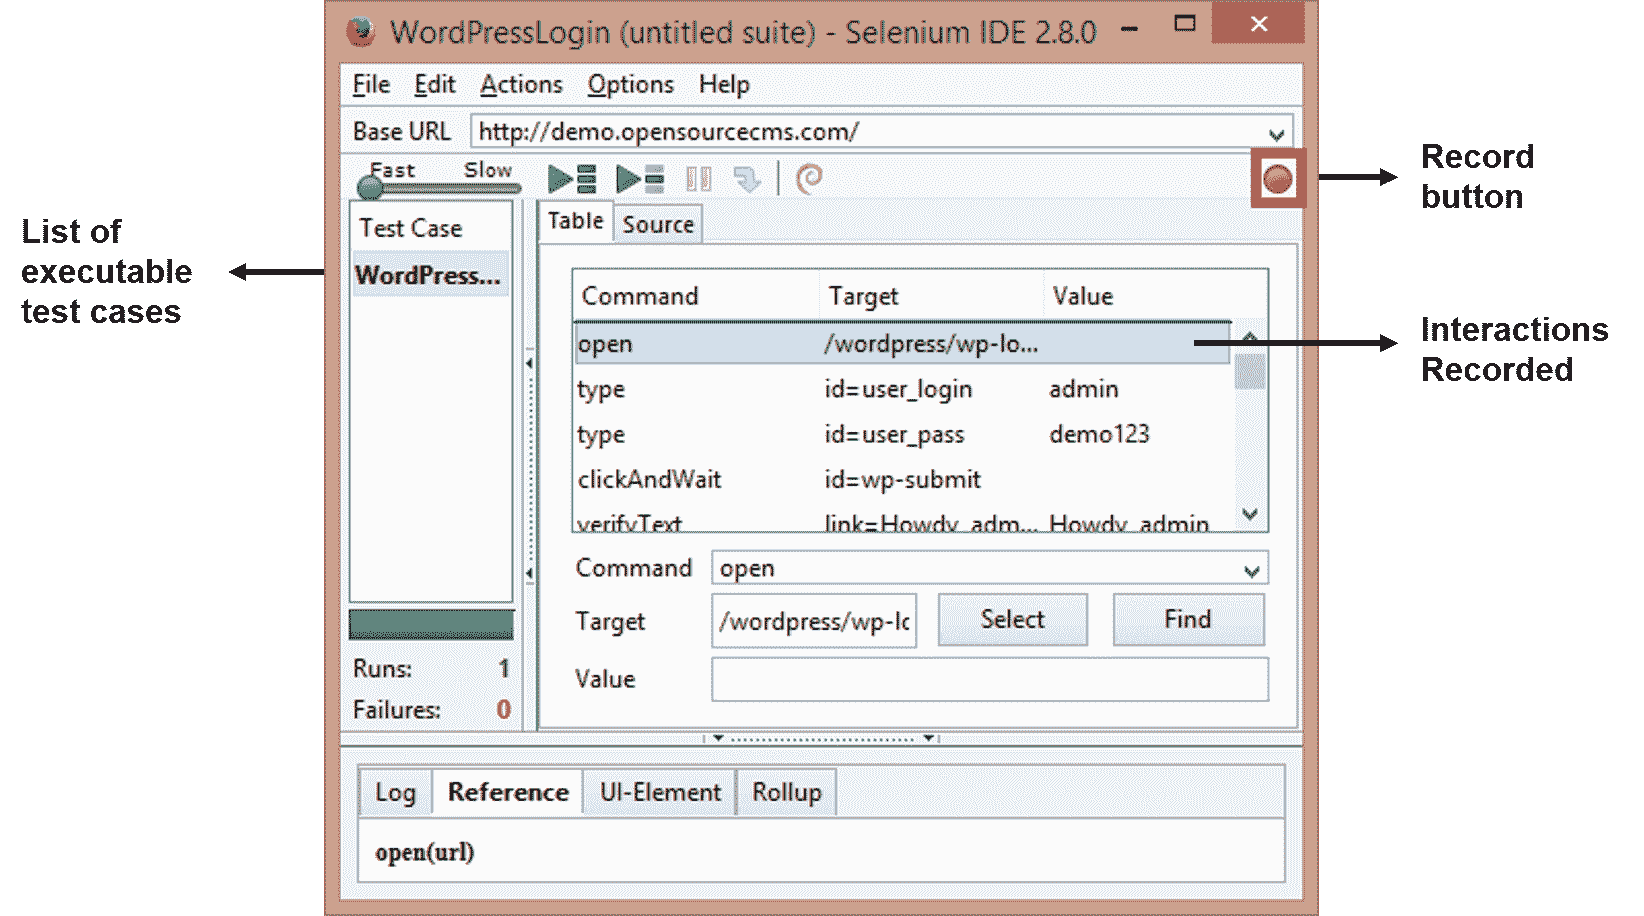 WordPressLogin (untitled suite) - Selenium IDE 2.8.0
File Edit Actions Options Help
Base URL http://demo.opensourcecms.com/
Fast Slow
Record
button
List of
executable
test cases
Test Case
WordPress...
Table Source
Command Target Value
open /wordpress/wp-lo...
type id=user_login admin
type id=user_pass demo123
clickAndWait id=wp-submit
verifyText link=Howdy, adm... Howdy, admin
Interactions
Recorded
Command open
Target /wordpress/wp-lo Select Find
Value
Runs: 1
Failures: 0
Log Reference UI-Element Rollup
open(url)